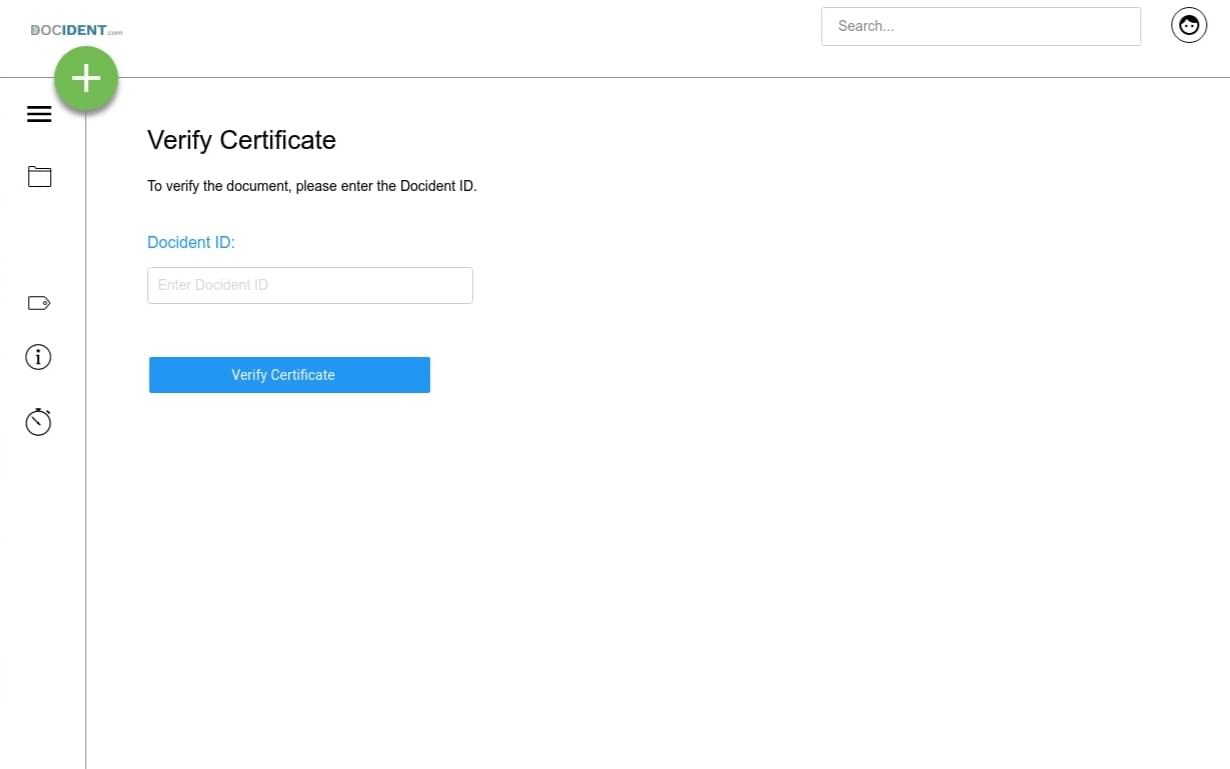 DOCIDENT.com
Search...
Verify Certificate
To verify the document, please enter the Docident ID.
Docident ID:
Enter Docident ID
Verify Certificate